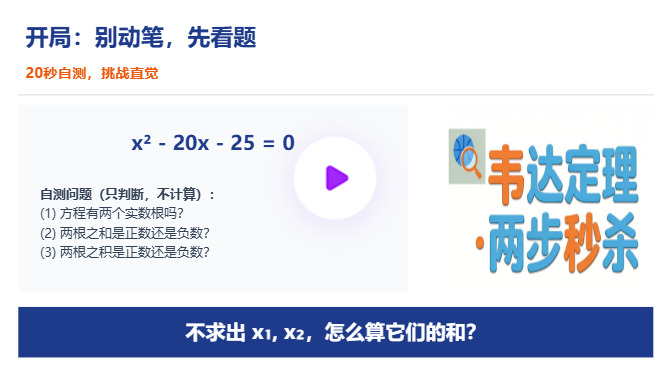 开局：别动笔，先看题
20秒自测，挑战直觉
x² - 20x - 25 = 0
自测问题（只判断，不计算）：
(1) 方程有两个实数根吗？
(2) 两根之和是正数还是负数？
(3) 两根之积是正数还是负数？
韦达定理
·两步秒杀
不求出 x₁, x₂，怎么算它们的和？